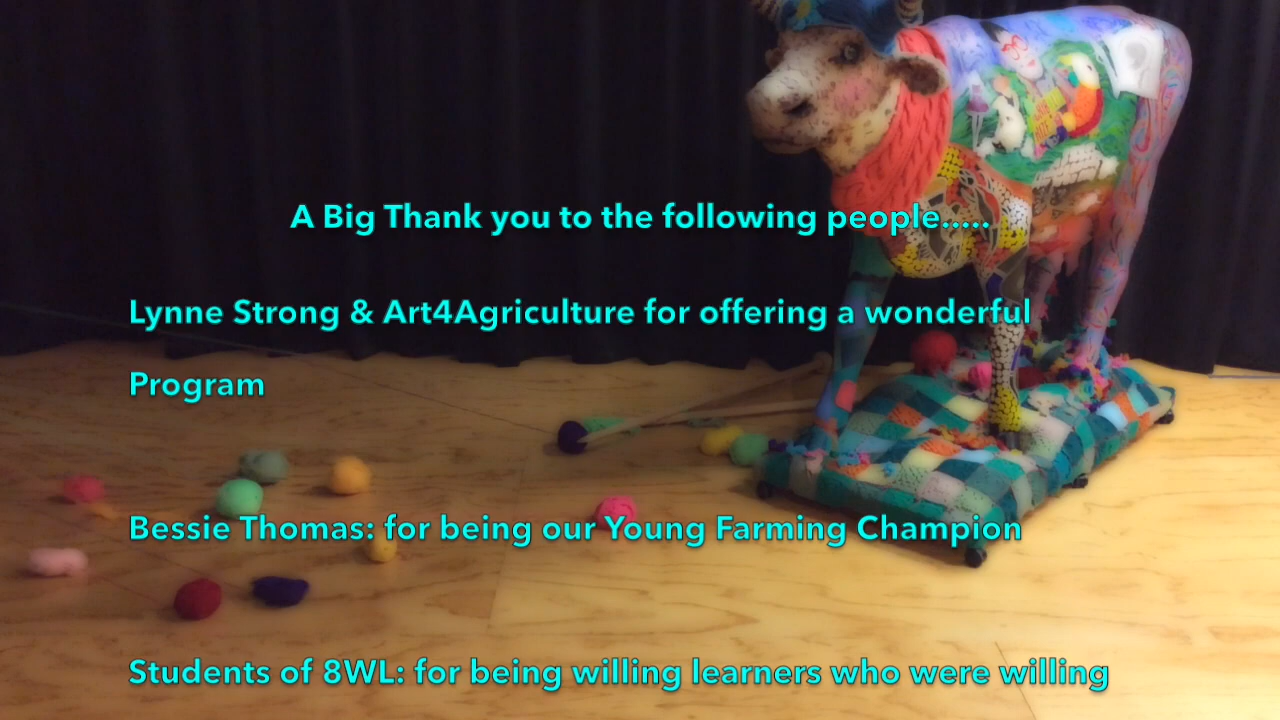 A Big Thank you to the following people.....
Lynne Strong & Art4Agriculture for offering a wonderful
Program
Bessie Thomas: for being our Young Farming Champion
Students of 8WL: for being willing learners who were willing